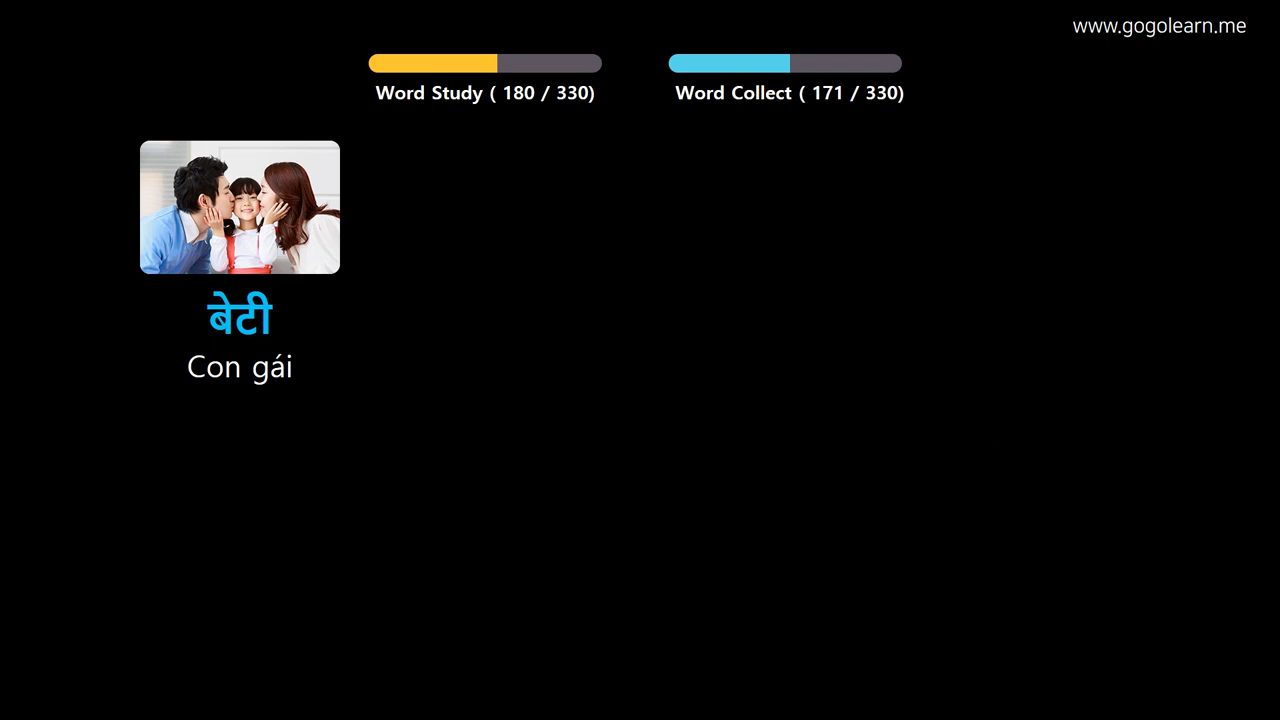 www.gogolearn.me
Word Study ( 180 / 330)
Word Collect ( 171 / 330)
बेटी
Con gái